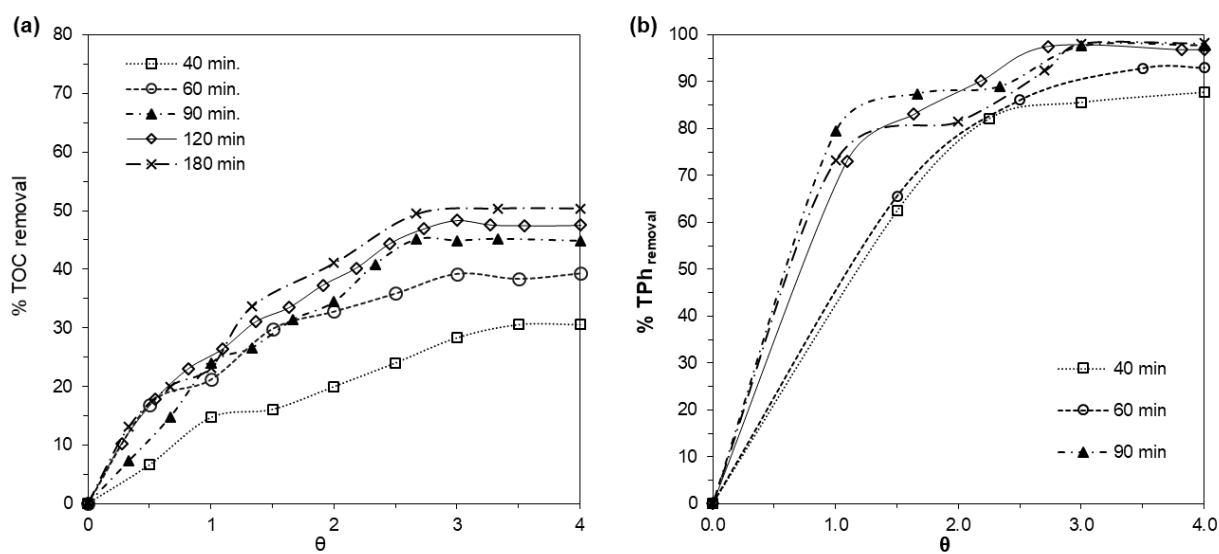 (a)
80
70
60
50
40
30
20
10
0
% TOC removal
40 min.
60 min.
90 min.
120 min
180 min
0
1
2
3
4
θ
(b)
100
90
80
70
60
50
40
30
20
10
0
% TPh removal
40 min
60 min
90 min
0.0
1.0
2.0
3.0
4.0
θ